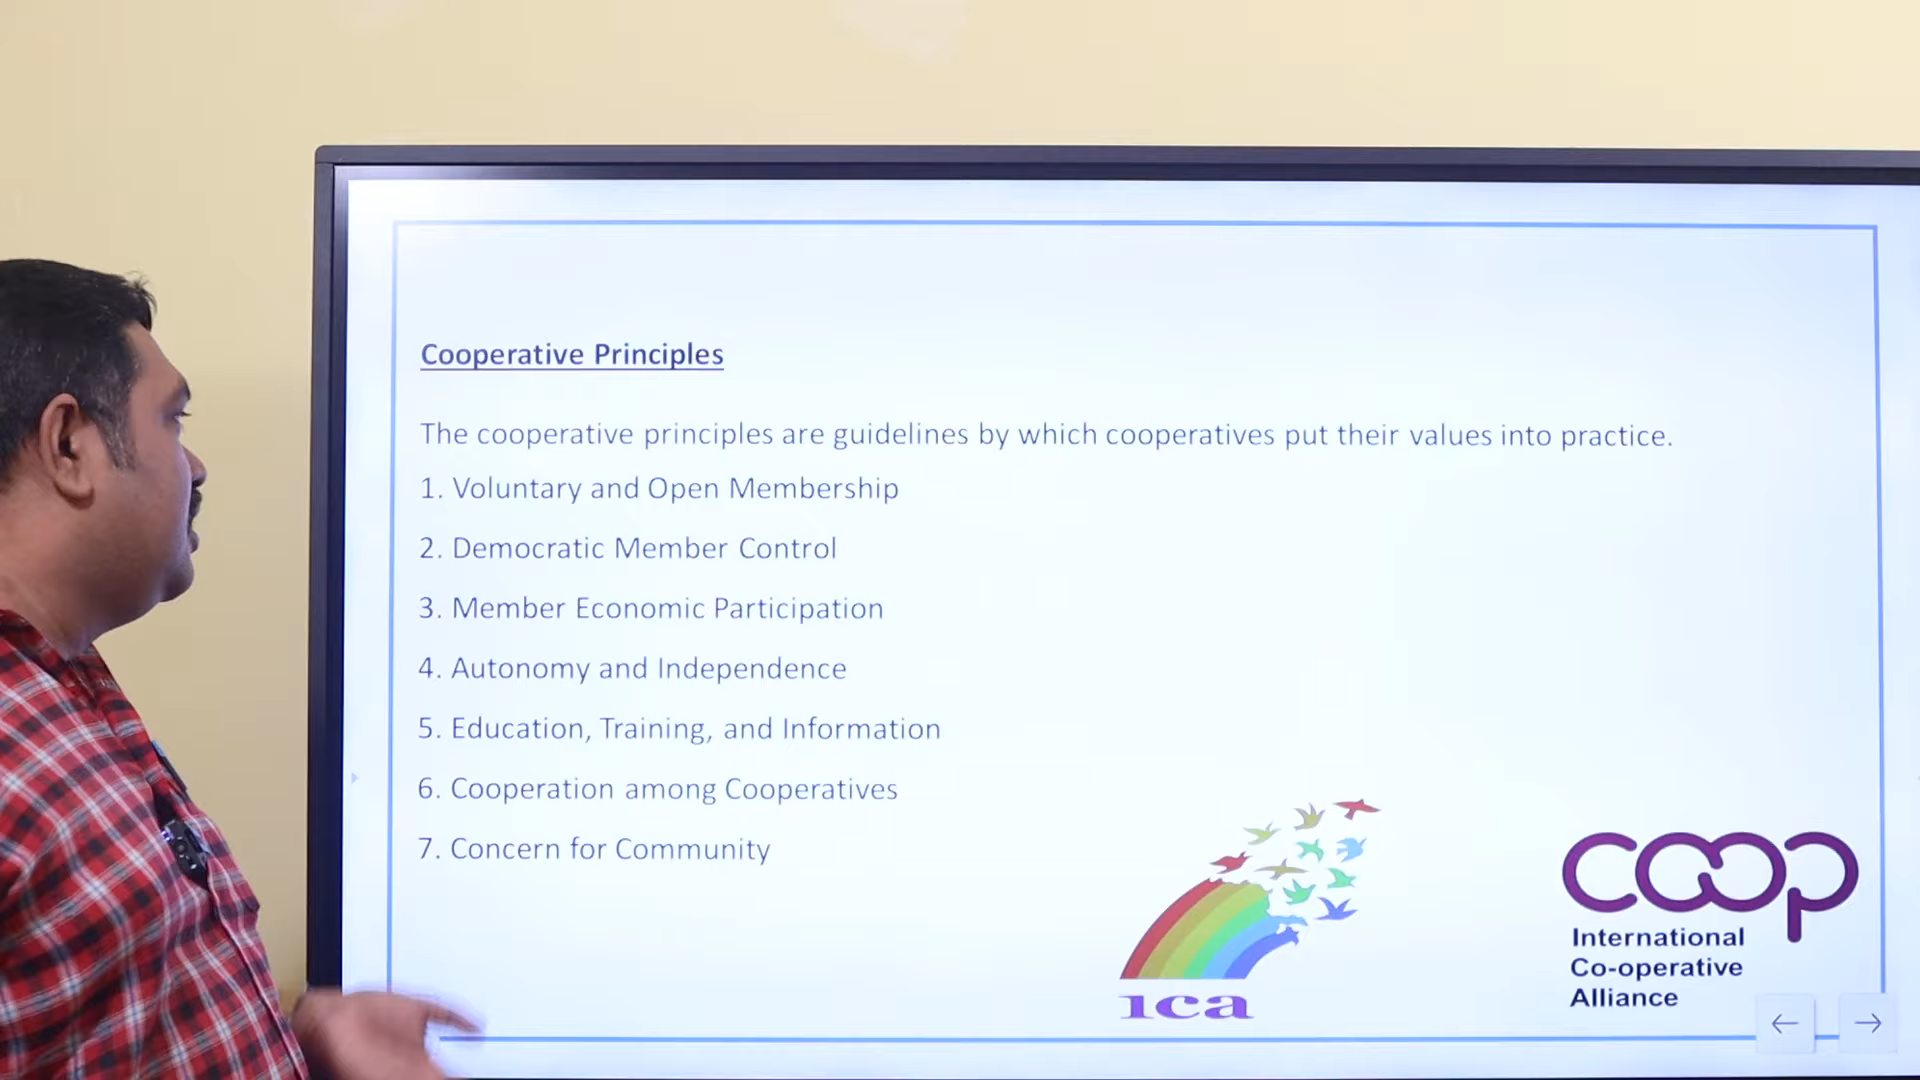 Cooperative Principles
The cooperative principles are guidelines by which cooperatives put their values into practice.
1. Voluntary and Open Membership
2. Democratic Member Control
3. Member Economic Participation
4. Autonomy and Independence
5. Education, Training, and Information
6. Cooperation among Cooperatives
7. Concern for Community
ica
coop
International
Co-operative
Alliance